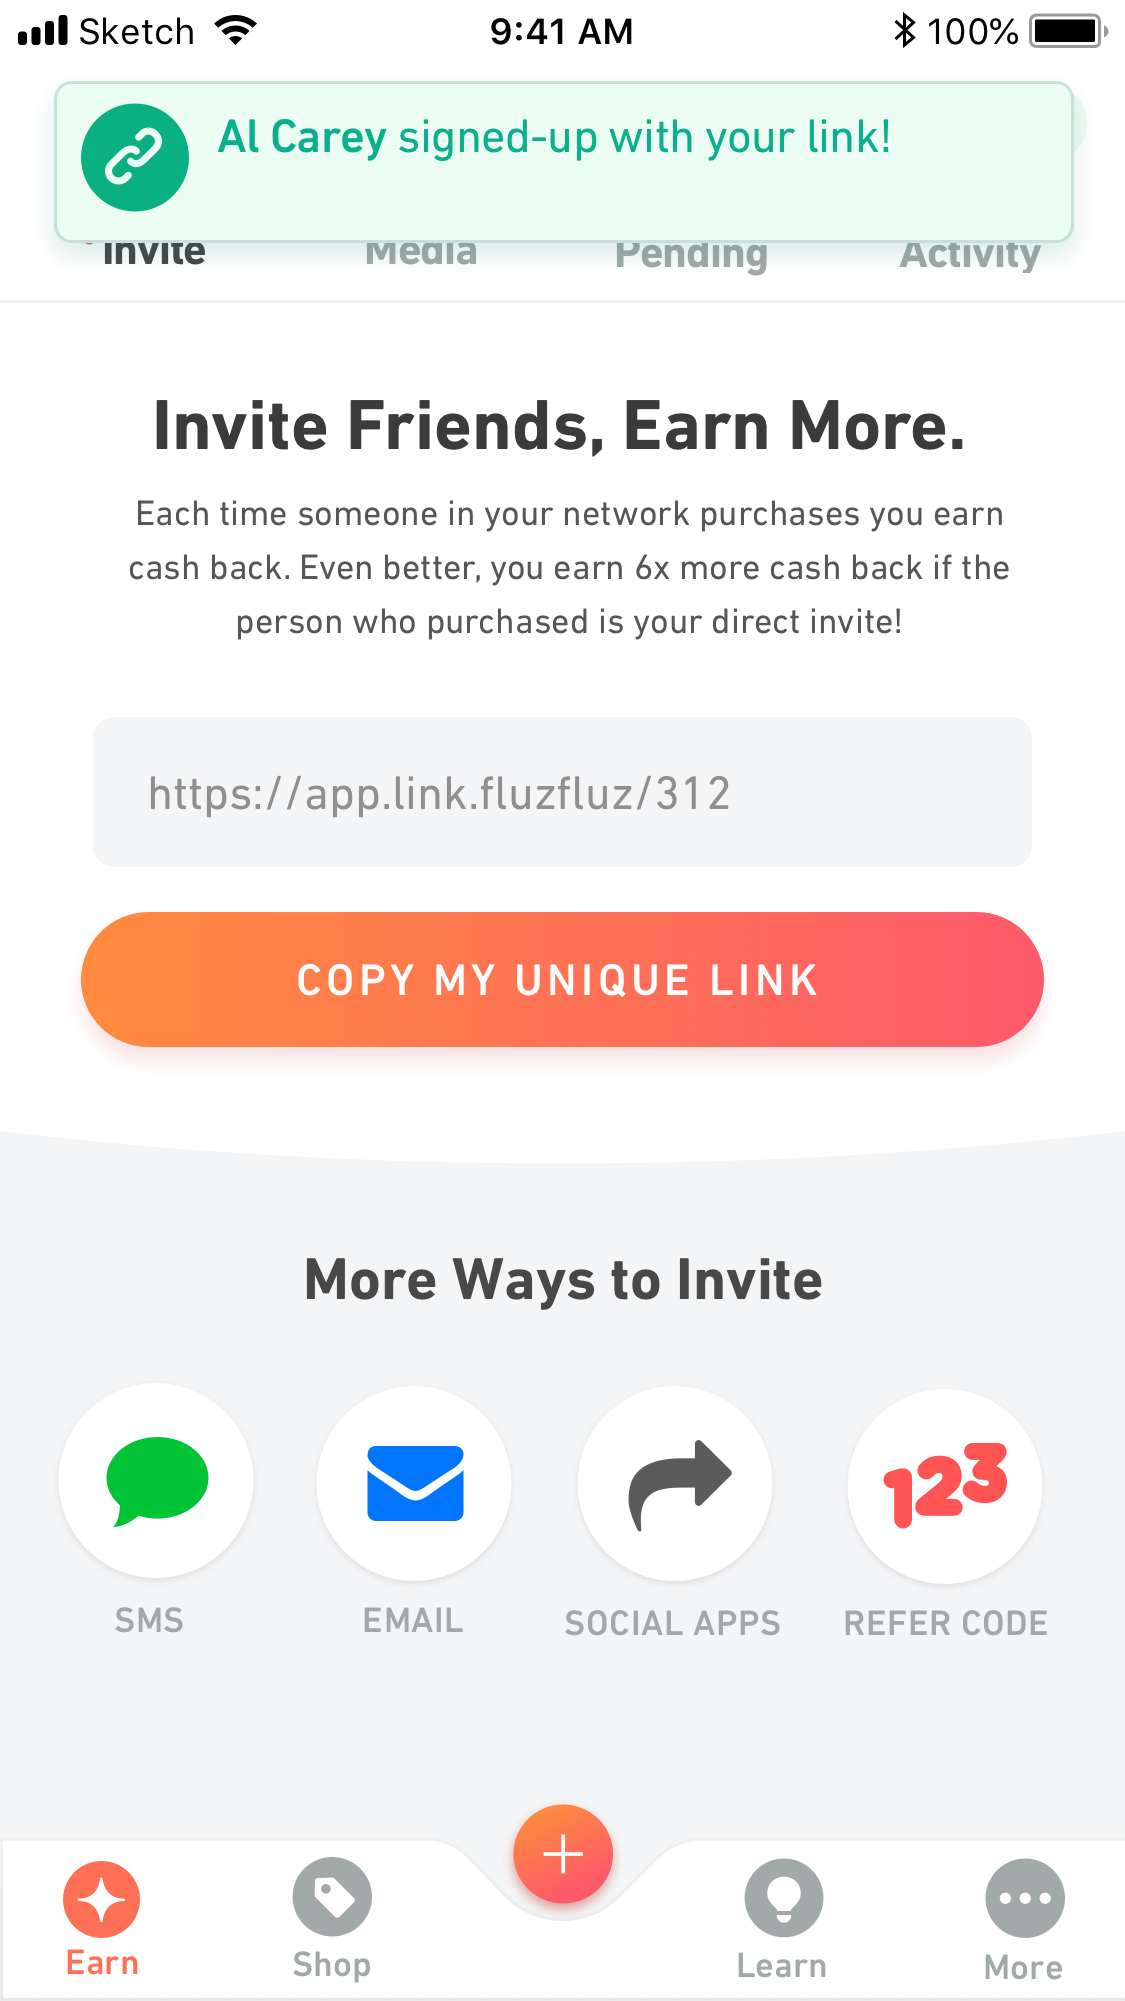 Sketch 9:41 AM 100%
Al Carey signed-up with your link!
Invite Media Pending Activity
Invite Friends, Earn More.
Each time someone in your network purchases you earn
cash back. Even better, you earn 6x more cash back if the
person who purchased is your direct invite!
https://app.link.fluzfluz/312
COPY MY UNIQUE LINK
More Ways to Invite
123
SMS EMAIL SOCIAL APPS REFER CODE
Earn Shop Learn More